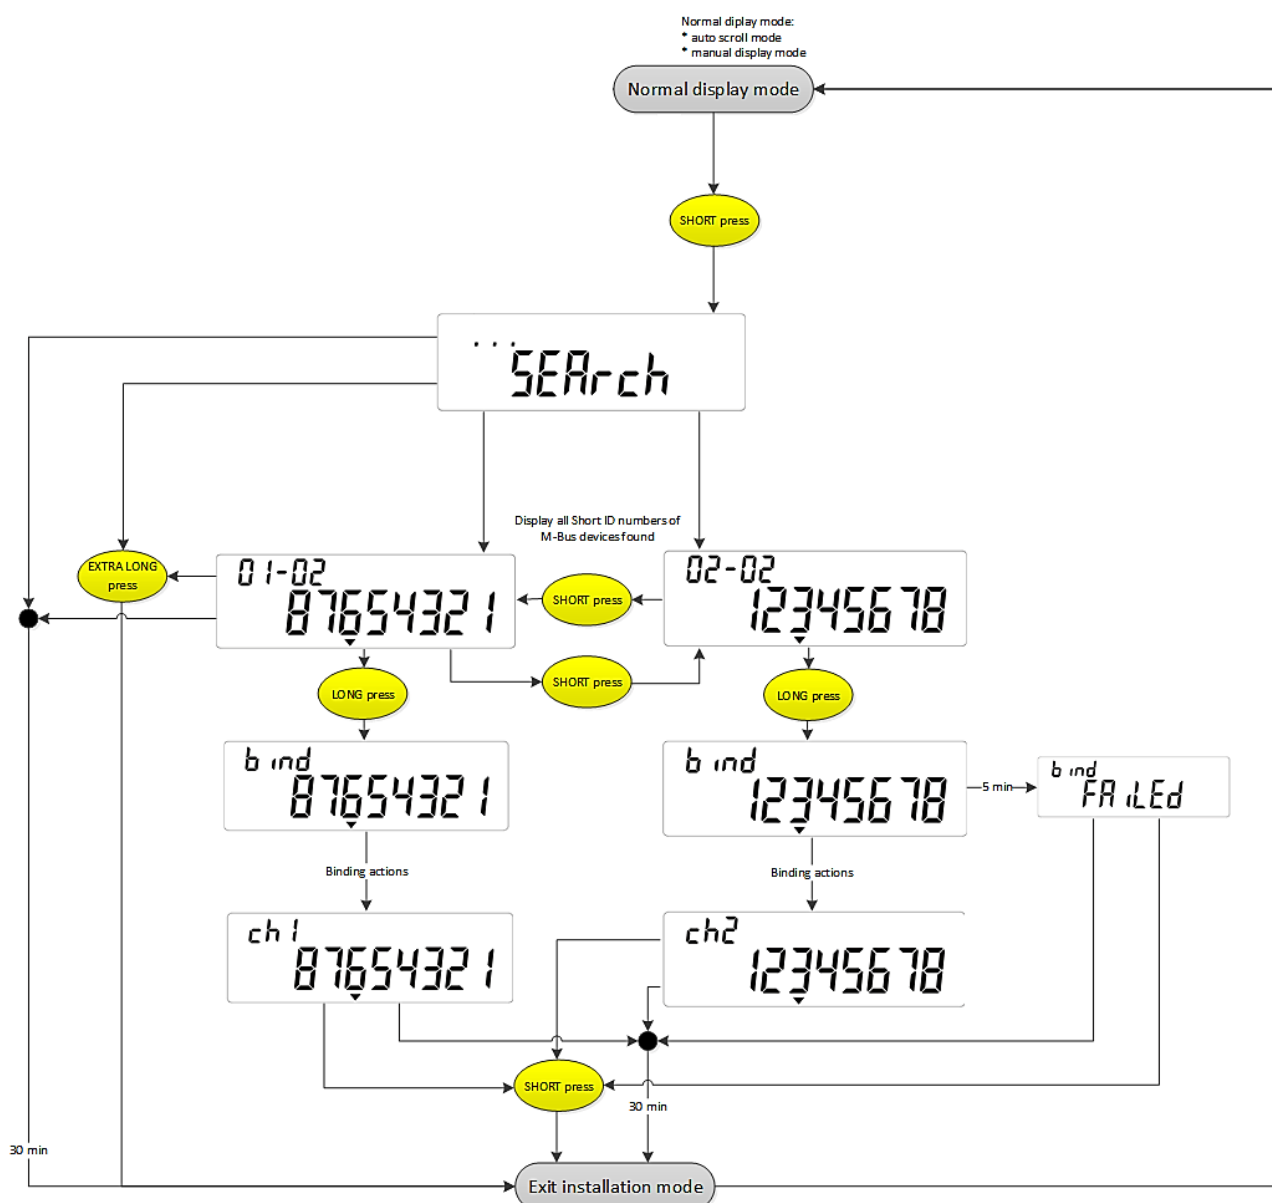 Normal diplay mode:
* auto scroll mode
* manual display mode
Normal display mode
SHORT press
...
SEArch
Display all Short ID numbers of
M-Bus devices found
EXTRA LONG
press
01-02
87654321
SHORT press
02-02
12345678
SHORT press
LONG press
LONG press
bind
87654321
bind
12345678
5 min
bind
FAiLEd
Binding actions
Binding actions
ch1
87654321
ch2
12345678
SHORT press
30 min
30 min
Exit installation mode